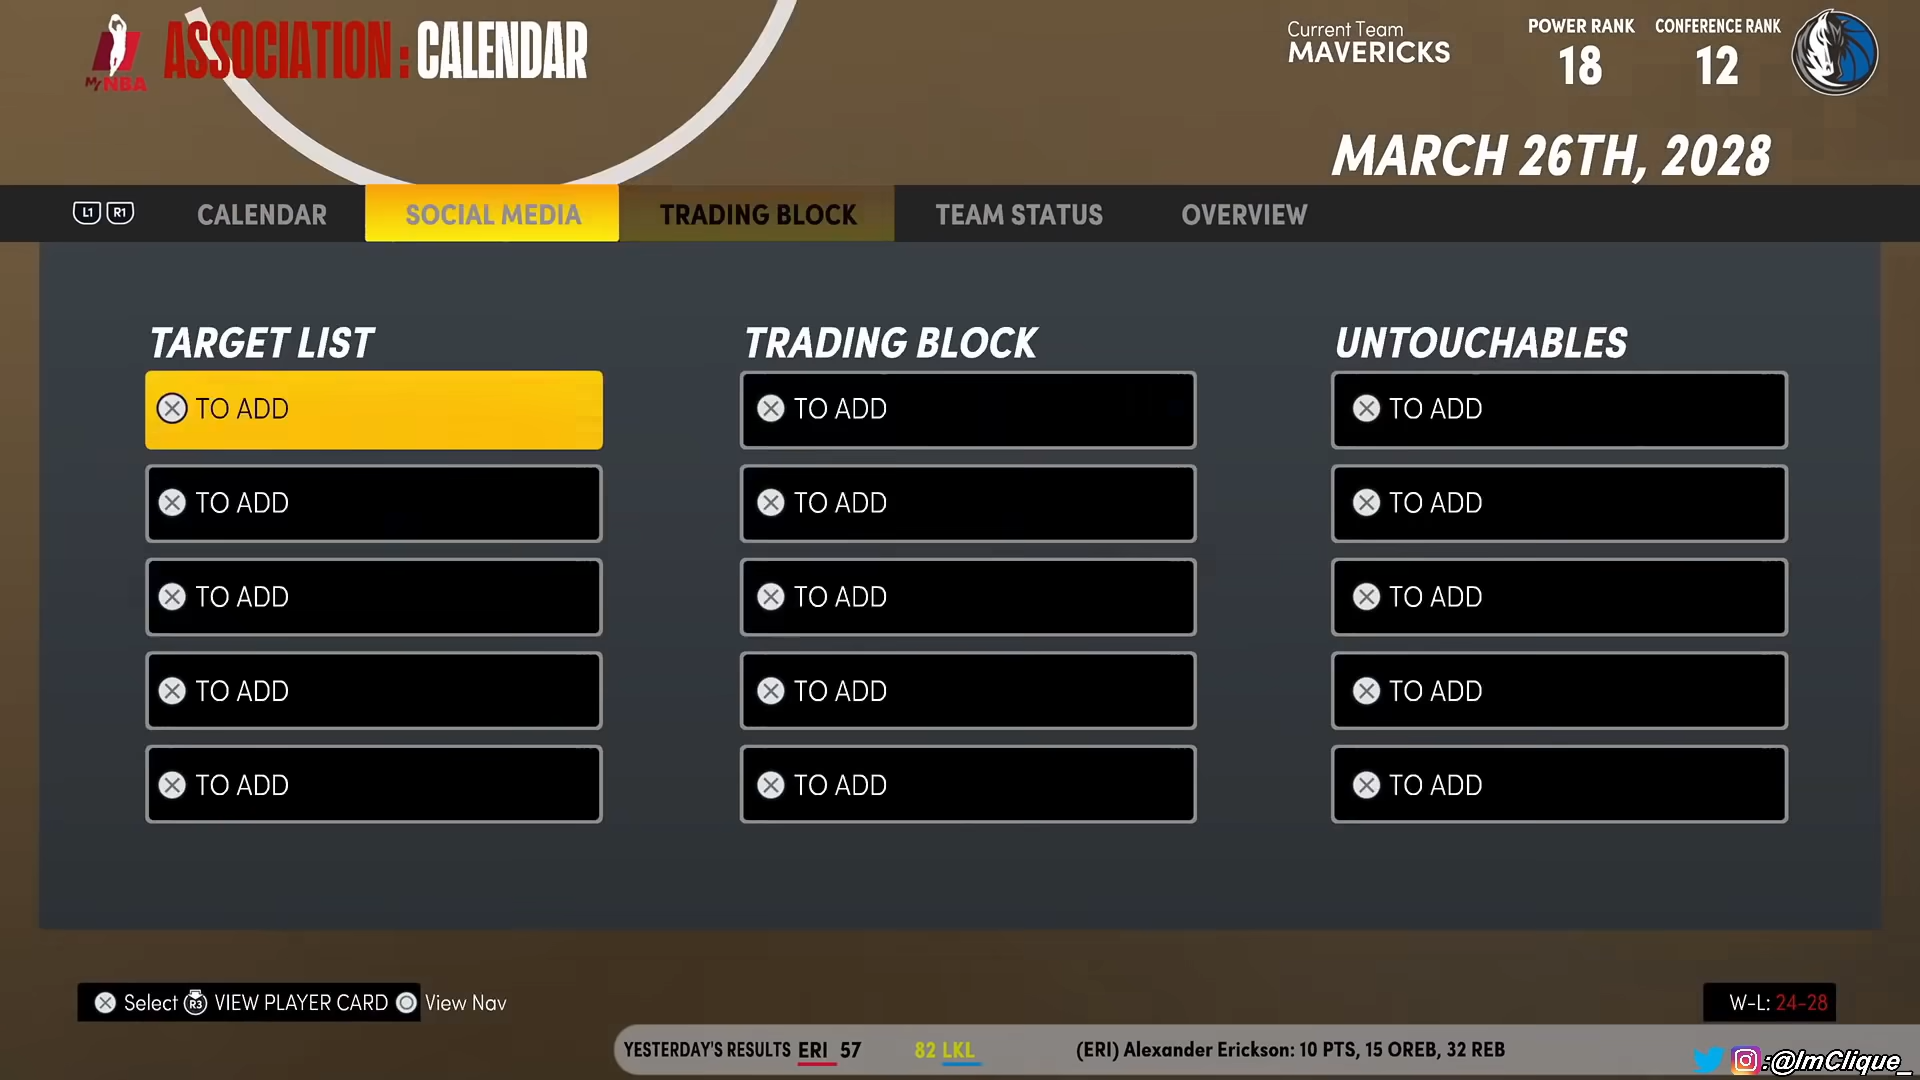 My NBA
ASSOCIATION : CALENDAR
Current Team
MAVERICKS
POWER RANK
18
CONFERENCE RANK
12
MARCH 26TH, 2028
L1 R1 CALENDAR SOCIAL MEDIA TRADING BLOCK TEAM STATUS OVERVIEW
TARGET LIST
TO ADD
TO ADD
TO ADD
TO ADD
TO ADD
TRADING BLOCK
TO ADD
TO ADD
TO ADD
TO ADD
TO ADD
UNTOUCHABLES
TO ADD
TO ADD
TO ADD
TO ADD
TO ADD
Select R3 VIEW PLAYER CARD View Nav
W-L: 24-28
YESTERDAY'S RESULTS ERI 57 82 LKL (ERI) Alexander Erickson: 10 PTS, 15 OREB, 32 REB
:@ImClique_